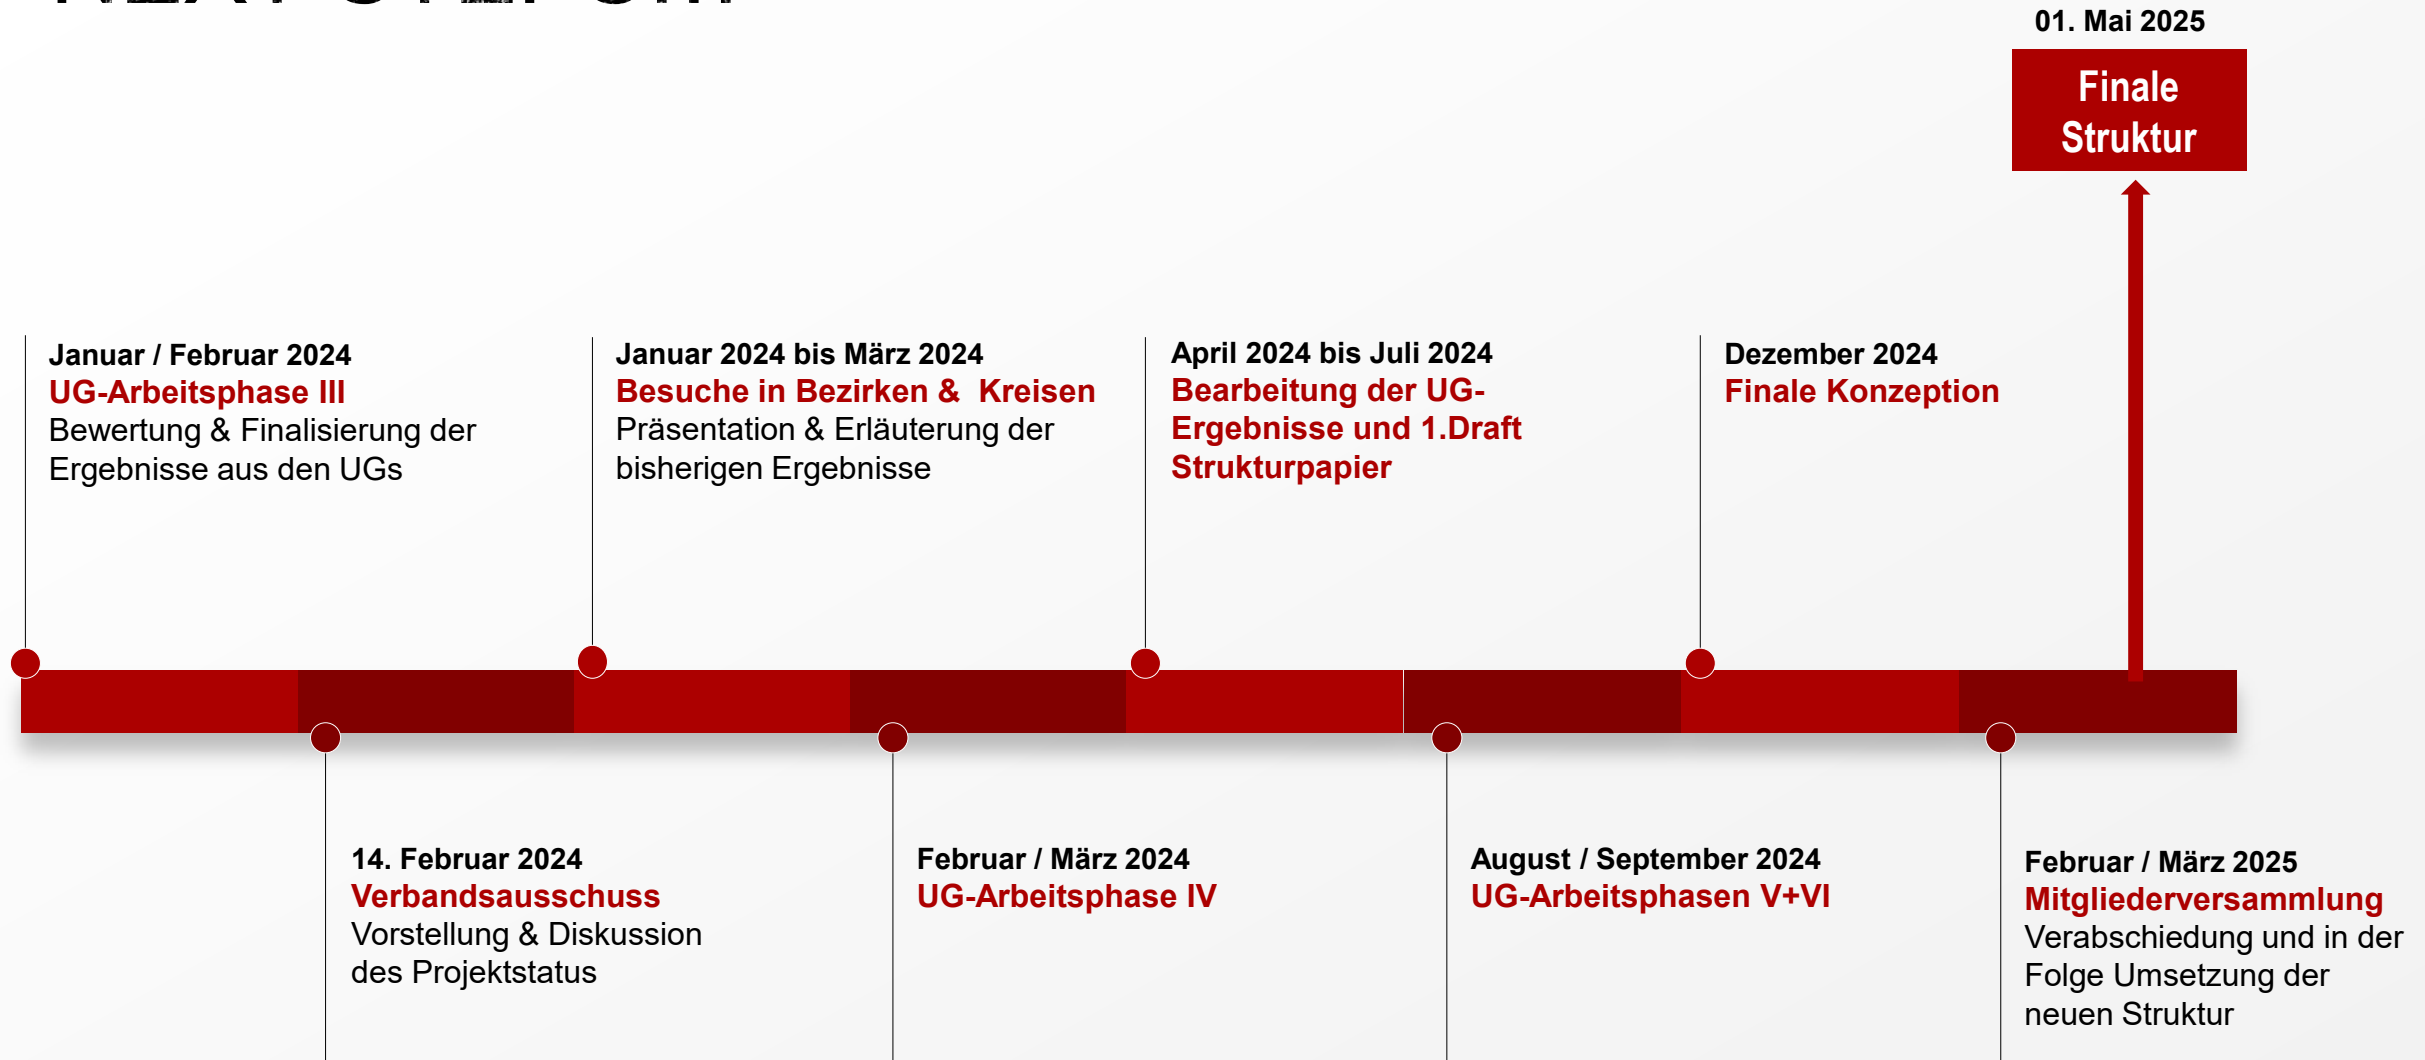 01. Mai 2025
Finale
Struktur
Januar / Februar 2024
UG-Arbeitsphase III
Bewertung & Finalisierung der
Ergebnisse aus den UGs
Januar 2024 bis März 2024
Besuche in Bezirken &  Kreisen
Präsentation & Erläuterung der
bisherigen Ergebnisse
April 2024 bis Juli 2024
Bearbeitung der UG-
Ergebnisse und 1.Draft
Strukturpapier
Dezember 2024
Finale Konzeption
14. Februar 2024
Verbandsausschuss
Vorstellung & Diskussion
des Projektstatus
Februar / März 2024
UG-Arbeitsphase IV
August / September 2024
UG-Arbeitsphasen V+VI
Februar / März 2025
Mitgliederversammlung
Verabschiedung und in der
Folge Umsetzung der
neuen Struktur